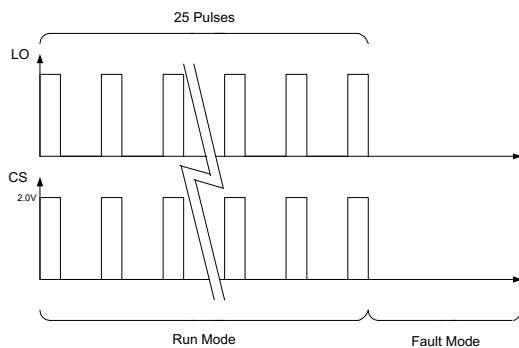 25 Pulses
LO
CS
2.0V
Run Mode
Fault Mode